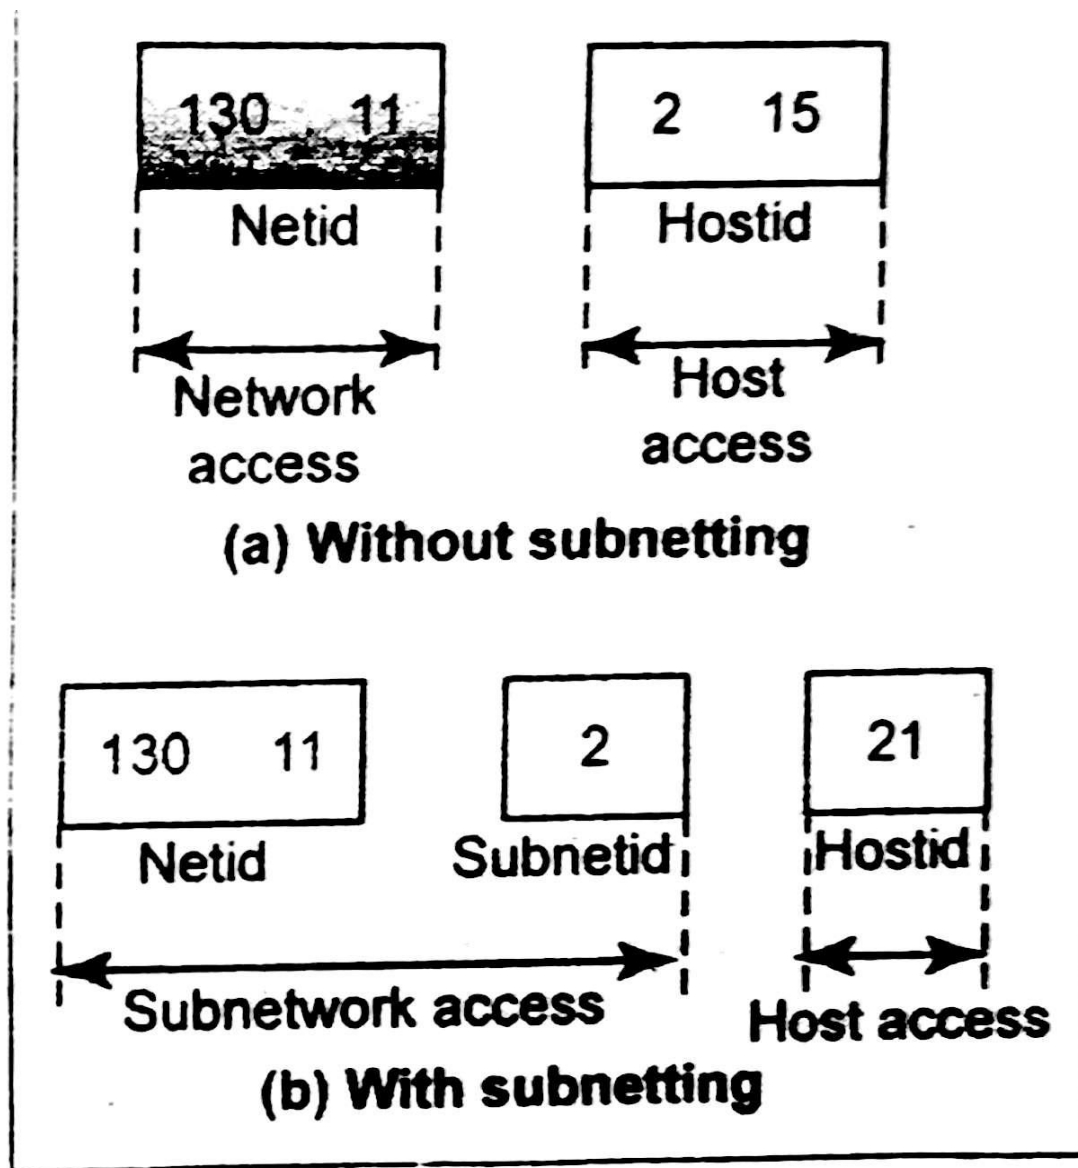 130 11 2 15
Netid Hostid
Network access Host access
(a) Without subnetting
130 11 2 21
Netid Subnetid Hostid
Subnetwork access Host access
(b) With subnetting